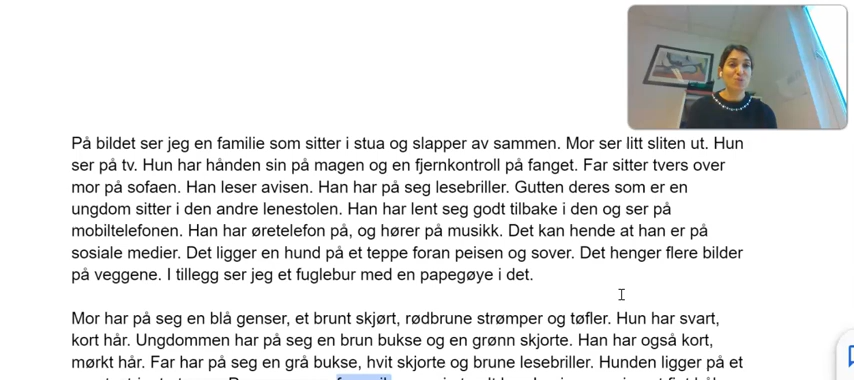 På bildet ser jeg en familie som sitter i stua og slapper av sammen. Mor ser litt sliten ut. Hun
ser på tv. Hun har hånden sin på magen og en fjernkontroll på fanget. Far sitter tvers over
mor på sofaen. Han leser avisen. Han har på seg lesebriller. Gutten deres som er en
ungdom sitter i den andre lenestolen. Han har lent seg godt tilbake i den og ser på
mobiltelefonen. Han har øretelefon på, og hører på musikk. Det kan hende at han er på
sosiale medier. Det ligger en hund på et teppe foran peisen og sover. Det henger flere bilder
på veggene. I tillegg ser jeg et fuglebur med en papegøye i det.
Mor har på seg en blå genser, et brunt skjørt, rødbrune strømper og tøfler. Hun har svart,
kort hår. Ungdommen har på seg en brun bukse og en grønn skjorte. Han har også kort,
mørkt hår. Far har på seg en grå bukse, hvit skjorte og brune lesebriller. Hunden ligger på et